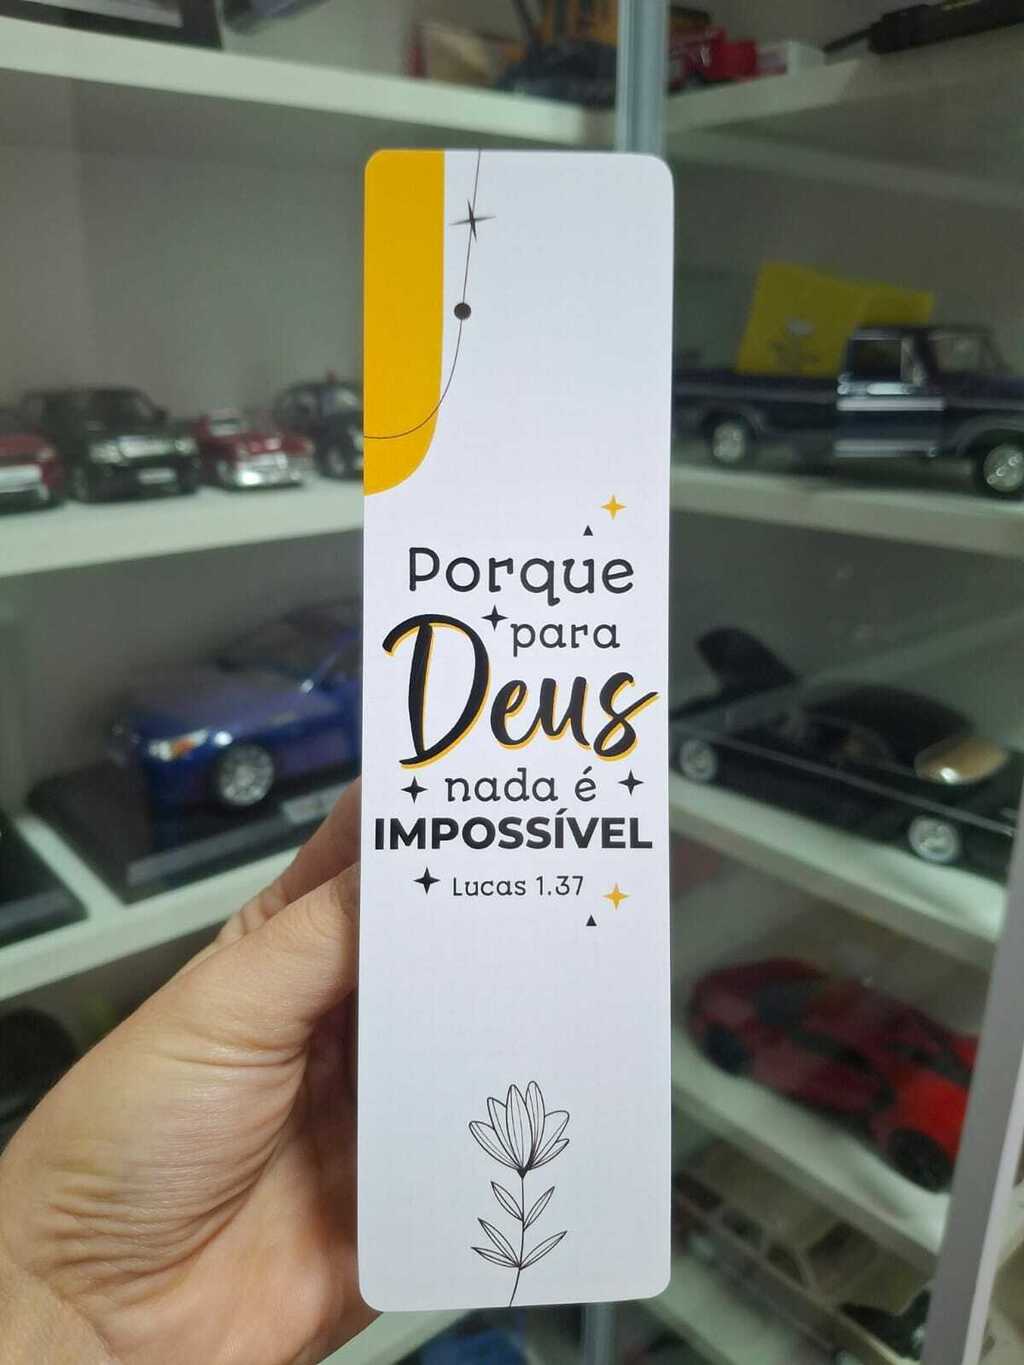 Porque
para
Deus
nada é
IMPOSSÍVEL
Lucas 1.37